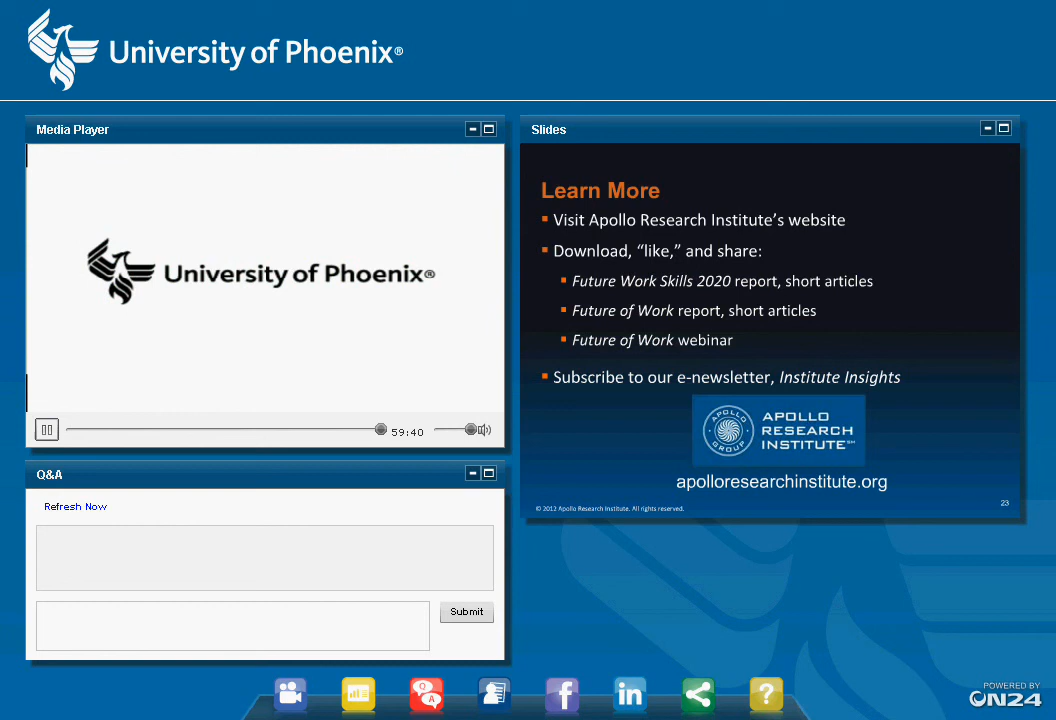 University of Phoenix®
Media Player
University of Phoenix®
59:40
Q&A
Refresh Now
Submit
Slides
Learn More
▪ Visit Apollo Research Institute’s website
▪ Download, “like,” and share:
▪ Future Work Skills 2020 report, short articles
▪ Future of Work report, short articles
▪ Future of Work webinar
▪ Subscribe to our e-newsletter, Institute Insights
APOLLO
GROUP
APOLLO
RESEARCH
INSTITUTE℠
apolloresearchinstitute.org
© 2012 Apollo Research Institute. All rights reserved.
23
Q
A
f
in
?
POWERED BY
ON24